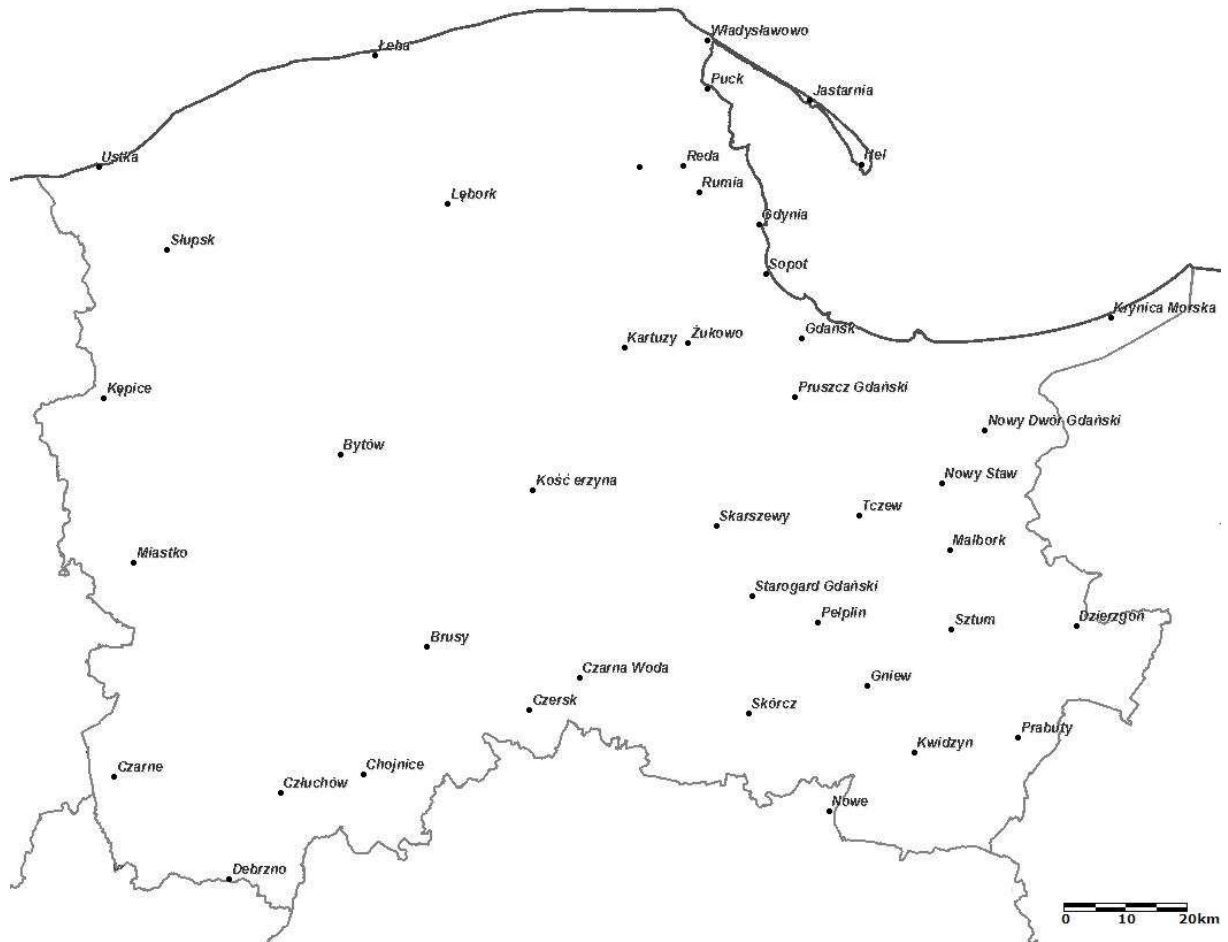 Władysławowo
Łeba
Puck
Jastarnia
Ustka
Reda
Hel
Rumia
Lębork
Gdynia
Słupsk
Sopot
Krynica Morska
Kartuzy
Żukowo
Gdańsk
Kępice
Pruszcz Gdański
Nowy Dwór Gdański
Bytów
Kość erzyna
Nowy Staw
Tczew
Skarszewy
Malbork
Miastko
Starogard Gdański
Pelplin
Sztum
Dzierzgoń
Brusy
Czarna Woda
Gniew
Czersk
Skórcz
Prabuty
Kwidzyn
Czarne
Chojnice
Człuchów
Nowe
Debrzno
0 10 20km